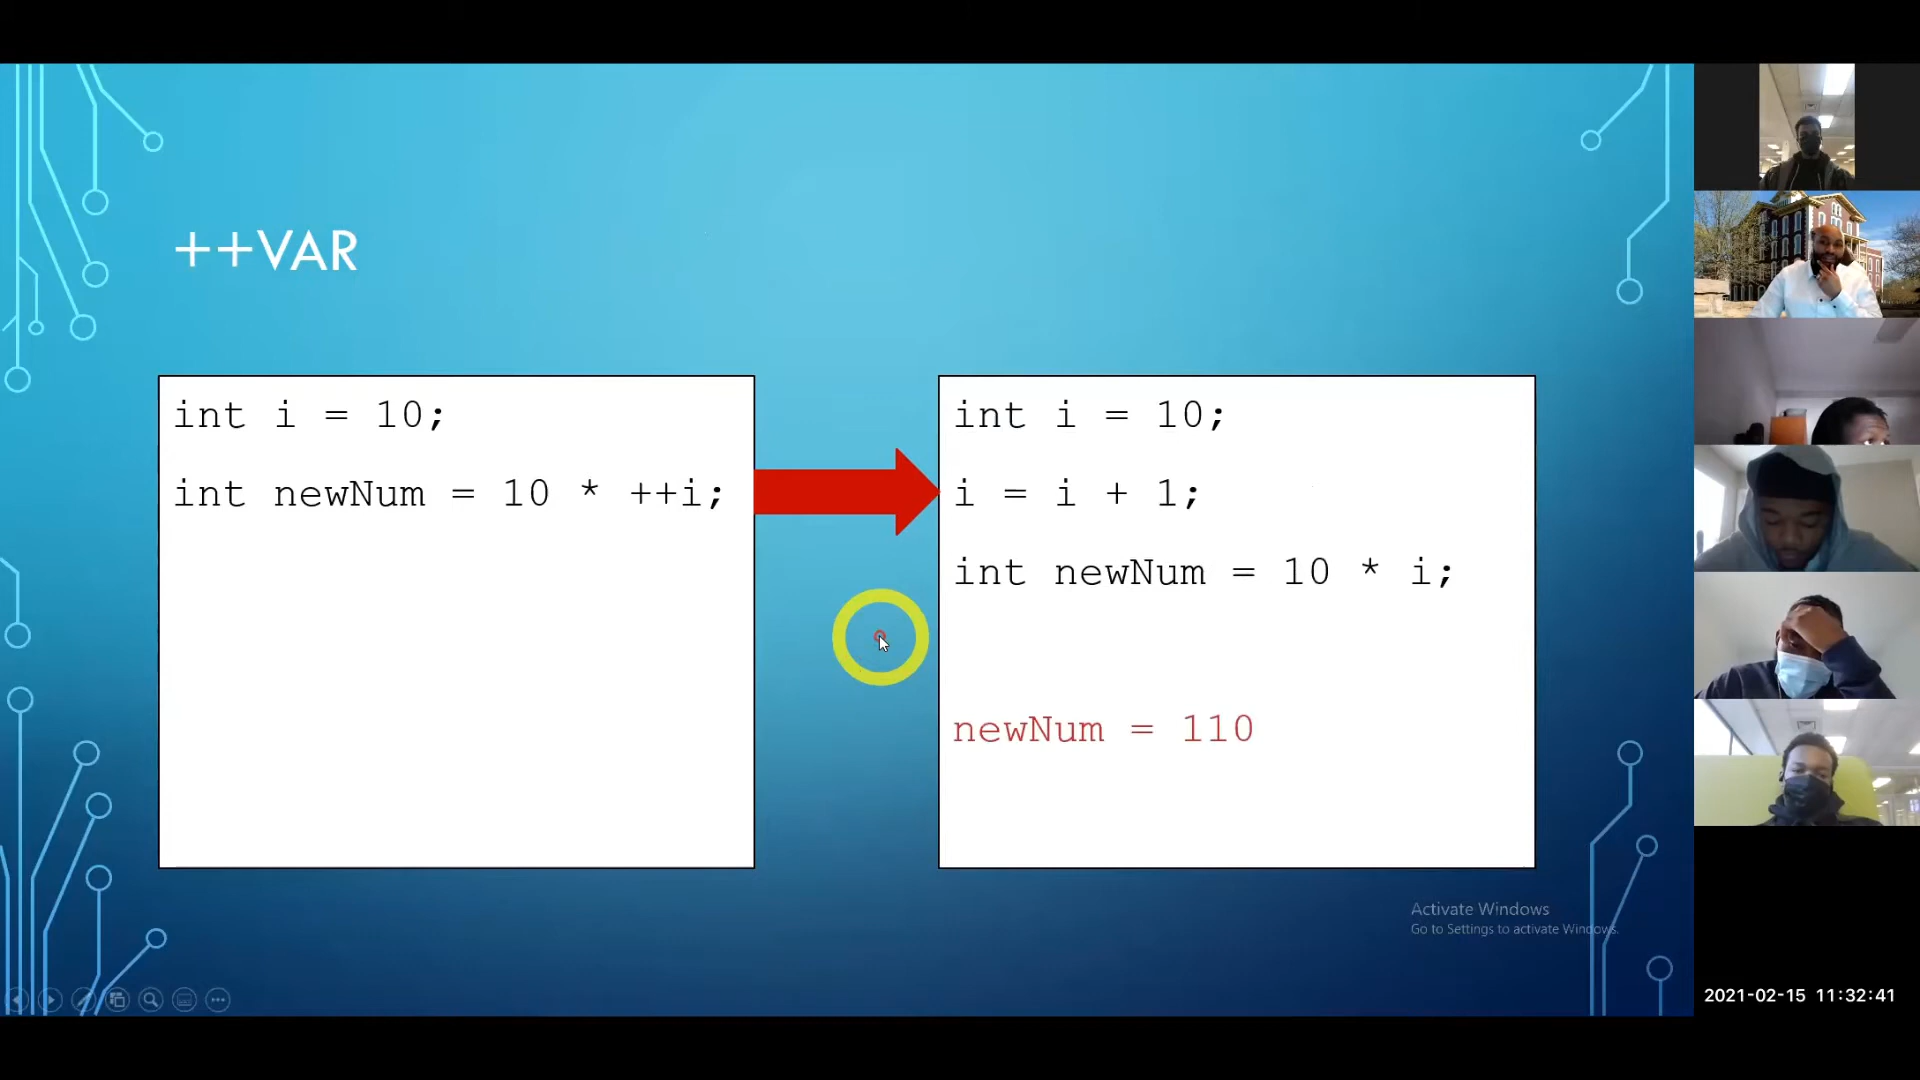 ++VAR
int i = 10;
int newNum = 10 * ++i;
int i = 10;
i = i + 1;
int newNum = 10 * i;
newNum = 110
Activate Windows
Go to Settings to activate Windows.
2021-02-15 11:32:41